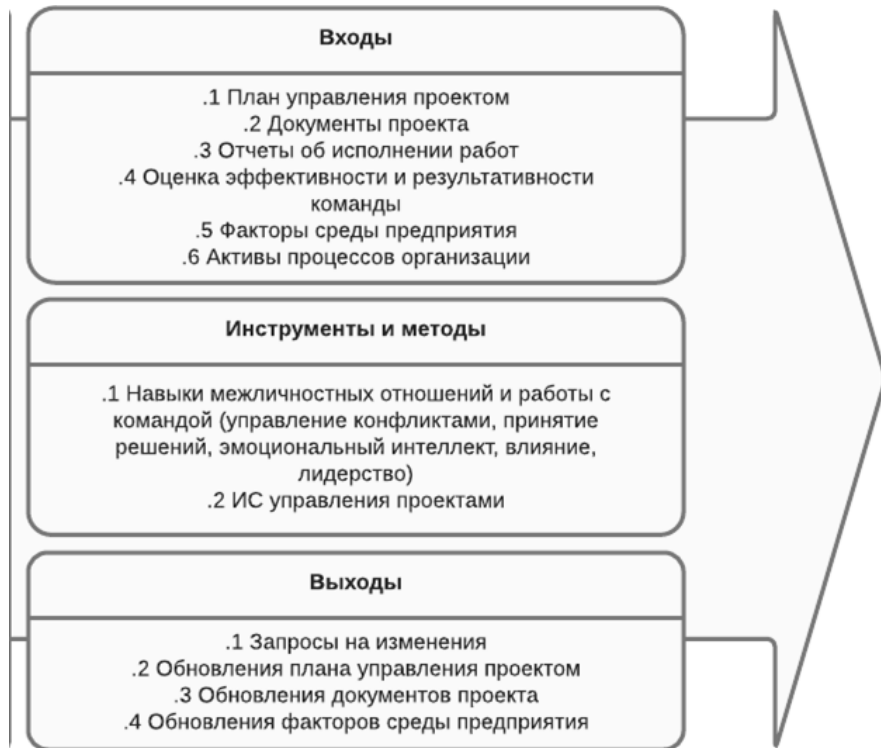 Входы
.1 План управления проектом
.2 Документы проекта
.3 Отчеты об исполнении работ
.4 Оценка эффективности и результативности
команды
.5 Факторы среды предприятия
.6 Активы процессов организации
Инструменты и методы
.1 Навыки межличностных отношений и работы с
командой (управление конфликтами, принятие
решений, эмоциональный интеллект, влияние,
лидерство)
.2 ИС управления проектами
Выходы
.1 Запросы на изменения
.2 Обновления плана управления проектом
.3 Обновления документов проекта
.4 Обновления факторов среды предприятия